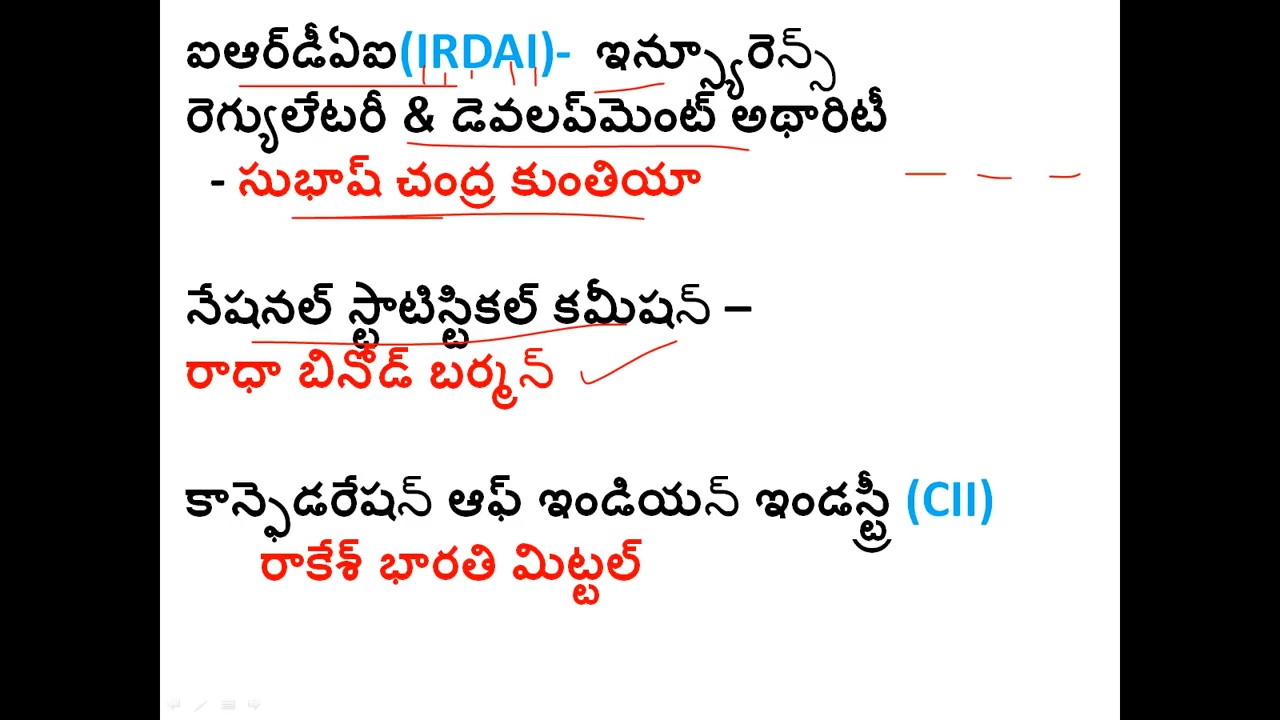 ఐఆర్‌డీఏఐ(IRDAI)- ఇన్స్యూరెన్స్
రెగ్యులేటరీ & డెవలప్‌మెంట్ అథారిటీ
- సుభాష్ చంద్ర కుంతియా
నేషనల్ స్టాటిస్టికల్ కమీషన్ –
రాధా బినోడ్ బర్మన్
కాన్ఫెడరేషన్ ఆఫ్ ఇండియన్ ఇండస్ట్రీ (CII)
రాకేశ్ భారతి మిట్టల్